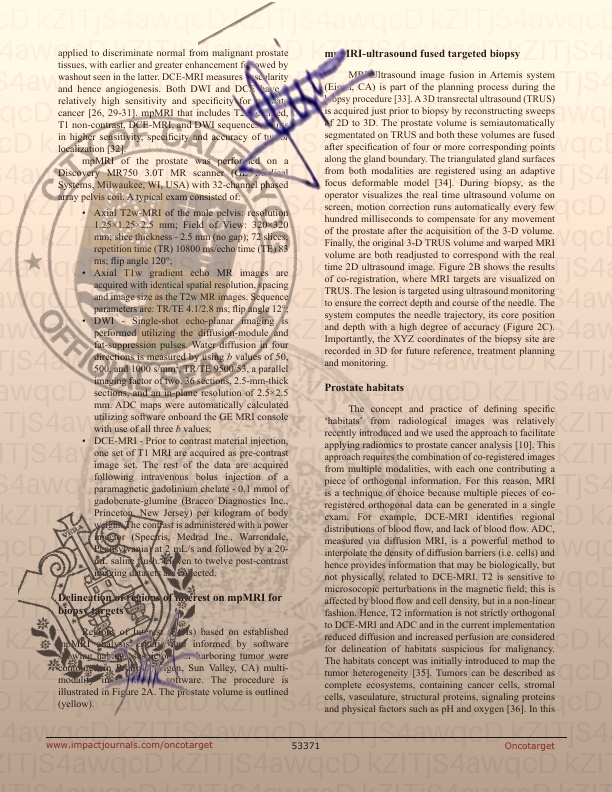 applied to discriminate normal from malignant prostate
tissues, with earlier and greater enhancement followed by
washout seen in the latter. DCE-MRI measures vascularity
and hence angiogenesis. Both DWI and DCE have a
relatively high sensitivity and specificity for prostate
cancer [26, 29-31]. mpMRI that includes T2 weighted,
T1 non-contrast, DCE-MRI, and DWI sequences results
in higher sensitivity, specificity and accuracy of tumor
localization [32].
mpMRI of the prostate was performed on a
Discovery MR750 3.0T MR scanner (GE Medical
Systems, Milwaukee, WI, USA) with 32-channel phased
array pelvic coil. A typical exam consisted of:
• Axial T2w-MRI of the male pelvis: resolution
1.25×1.25×2.5 mm; Field of View: 320×320
mm; slice thickness - 2.5 mm (no gap); 72 slices;
repetition time (TR) 10800 ms/echo time (TE) 83
ms; flip angle 120°;
• Axial T1w gradient echo MR images are
acquired with identical spatial resolution, spacing
and image size as the T2w MR images. Sequence
parameters are: TR/TE 4.1/2.8 ms; flip angle 12°;
• DWI - Single-shot echo-planar imaging is
performed utilizing the diffusion-module and
fat-suppression pulses. Water diffusion in four
directions is measured by using b values of 50,
500, and 1000 s/mm², TR/TE 9500/53, a parallel
imaging factor of two, 36 sections, 2.5-mm-thick
sections, and an in-plane resolution of 2.5×2.5
mm. ADC maps were automatically calculated
utilizing software onboard the GE MRI console
with use of all three b values;
• DCE-MRI - Prior to contrast material injection,
one set of T1 MRI are acquired as pre-contrast
image set. The rest of the data are acquired
following intravenous bolus injection of a
paramagnetic gadolinium chelate - 0.1 mmol of
gadobenate-glumine (Bracco Diagnostics Inc.,
Princeton, New Jersey) per kilogram of body
weight. The contrast is administered with a power
injector (Spectris, Medrad Inc., Warrendale,
Pennsylvania) at 2 mL/s and followed by a 20-
mL saline flush. Eleven to twelve post-contrast
imaging datasets are collected.
Delineation of regions of interest on mpMRI for
biopsy targets
Regions of Interest (ROIs) based on established
mpMRI analysis criteria and informed by software
showing harboring tumor were
Sun Valley, CA) multi-
modality software. The procedure is
illustrated in Figure 2A. The prostate volume is outlined
(yellow).
mpMRI-ultrasound fused targeted biopsy
MRI-ultrasound image fusion in Artemis system
(Eigen, CA) is part of the planning process during the
biopsy procedure [33]. A 3D transrectal ultrasound (TRUS)
is acquired just prior to biopsy by reconstructing sweeps
of 2D to 3D. The prostate volume is semiautomatically
segmentated on TRUS and both these volumes are fused
after specification of four or more corresponding points
along the gland boundary. The triangulated gland surfaces
from both modalities are registered using an adaptive
focus deformable model [34]. During biopsy, as the
operator visualizes the real time ultrasound volume on
screen, motion correction runs automatically every few
hundred milliseconds to compensate for any movement
of the prostate after the acquisition of the 3-D volume.
Finally, the original 3-D TRUS volume and warped MRI
volume are both readjusted to correspond with the real
time 2D ultrasound image. Figure 2B shows the results
of co-registration, where MRI targets are visualized on
TRUS. The lesion is targeted using ultrasound monitoring
to ensure the correct depth and course of the needle. The
system computes the needle trajectory, its core position
and depth with a high degree of accuracy (Figure 2C).
Importantly, the XYZ coordinates of the biopsy site are
recorded in 3D for future reference, treatment planning
and monitoring.
Prostate habitats
The concept and practice of defining specific
‘habitats’ from radiological images was relatively
recently introduced and we used the approach to facilitate
applying radiomics to prostate cancer analysis [10]. This
approach requires the combination of co-registered images
from multiple modalities, with each one contributing a
piece of orthogonal information. For this reason, MRI
is a technique of choice because multiple pieces of co-
registered orthogonal data can be generated in a single
exam. For example, DCE-MRI identifies regional
distributions of blood flow, and lack of blood flow. ADC,
measured via diffusion MRI, is a powerful method to
interpolate the density of diffusion barriers (i.e. cells) and
hence provides information that may be biologically, but
not physically, related to DCE-MRI. T2 is sensitive to
microscopic perturbations in the magnetic field; this is
affected by blood flow and cell density, but in a non-linear
fashion. Hence, T2 information is not strictly orthogonal
to DCE-MRI and ADC and in the current implementation
reduced diffusion and increased perfusion are considered
for delineation of habitats suspicious for malignancy.
The habitats concept was initially introduced to map the
tumor heterogeneity [35]. Tumors can be described as
complete ecosystems, containing cancer cells, stromal
cells, vasculature, structural proteins, signaling proteins
and physical factors such as pH and oxygen [36]. In this
www.impactjournals.com/oncotarget
53371
Oncotarget